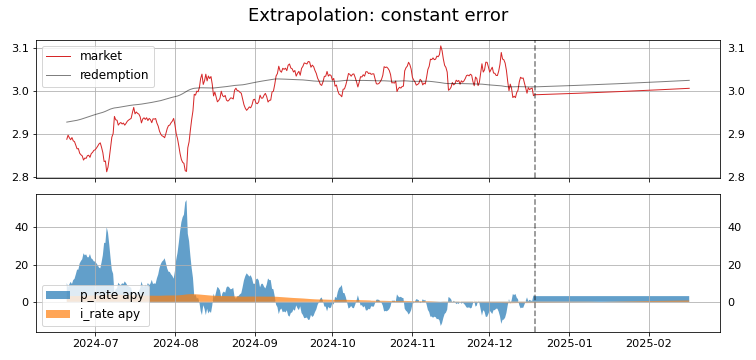 Extrapolation: constant error
3.1 3.1
market
redemption
3.0 3.0
2.9 2.9
2.8 2.8
40 40
20 20
p_rate apy
0 0
i_rate apy
2024-07 2024-08 2024-09 2024-10 2024-11 2024-12 2025-01 2025-02